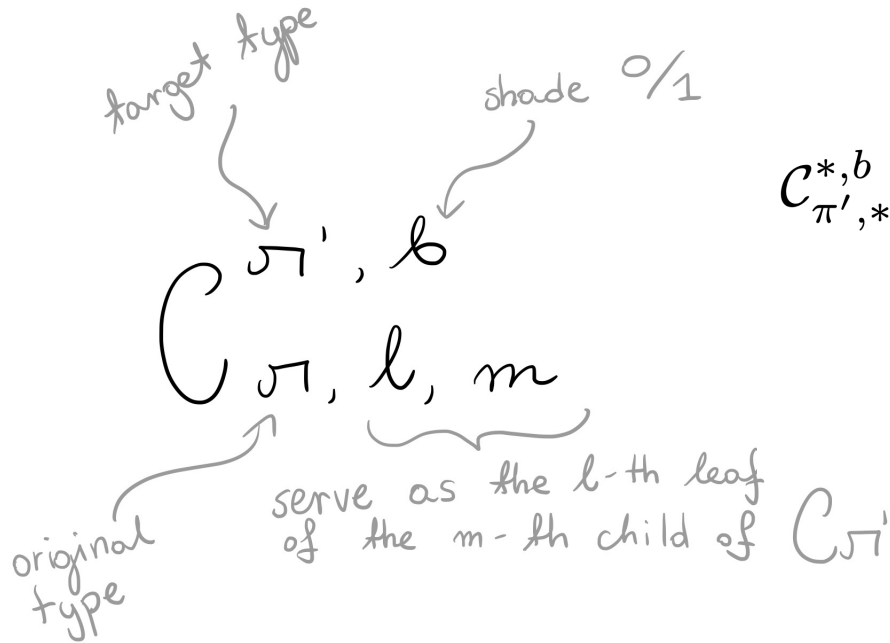 target type
shade 0/1
C^{π', b}_{π, l, m}
𝒞^{*,b}_{π',*}
serve as the l-th leaf
of the m-th child of C_{π'}
original
type